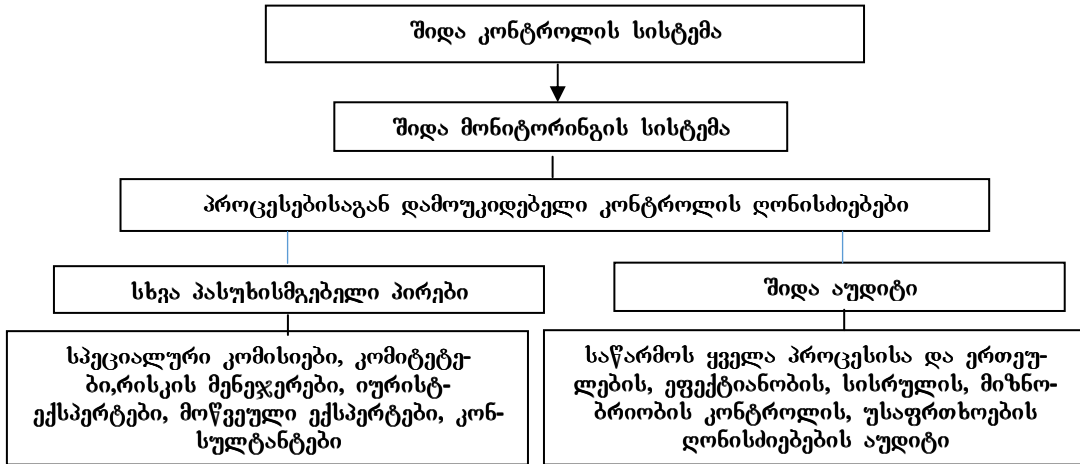 შიდა კონტროლის სისტემა
შიდა მონიტორინგის სისტემა
პროცესებისაგან დამოუკიდებელი კონტროლის ღონისძიებები
სხვა პასუხისმგებელი პირები
შიდა აუდიტი
სპეციალური კომისიები, კომიტეტე-
ბი,რისკის მენეჯერები, იურისტ-
ექსპერტები, მოწვეული ექსპერტები, კონ-
სულტანტები
საწარმოს ყველა პროცესისა და ერთეუ-
ლების, ეფექტიანობის, სისრულის, მიზნო-
ბრიობის კონტროლის, უსაფრთხოების
ღონისძიებების აუდიტი